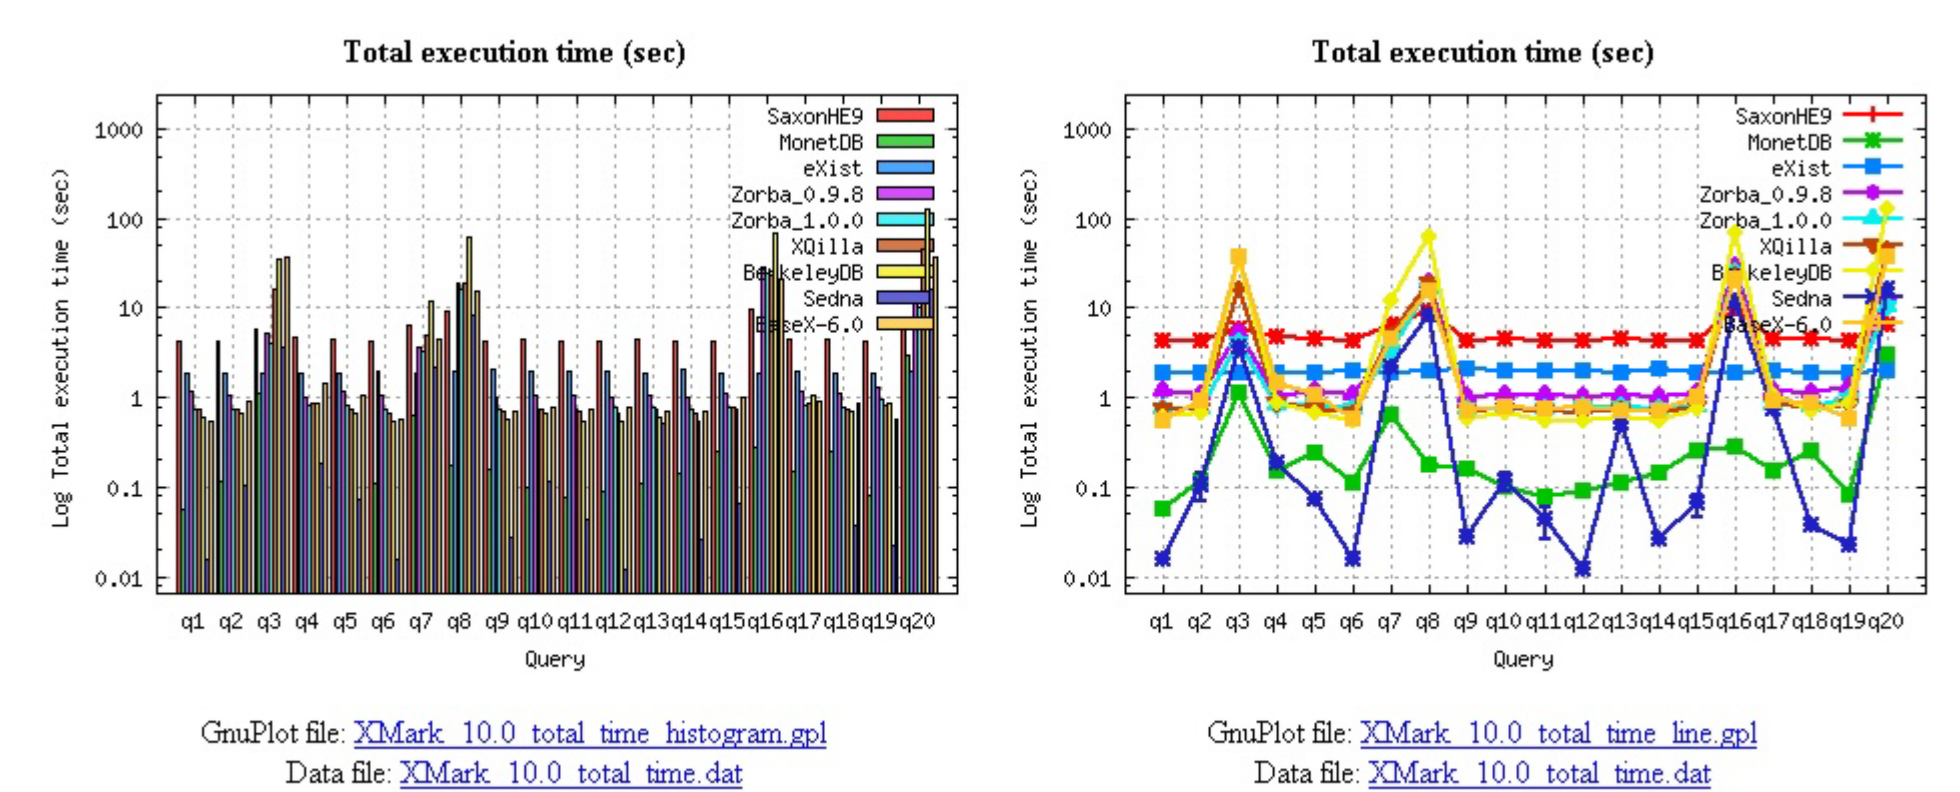 Total execution time (sec)
1000
100
10
1
0.1
0.01
Log Total execution time (sec)
SaxonHE9
MonetDB
eXist
Zorba_0.9.8
Zorba_1.0.0
XQilla
BerkeleyDB
Sedna
BaseX-6.0
q1 q2 q3 q4 q5 q6 q7 q8 q9 q10 q11 q12 q13 q14 q15 q16 q17 q18 q19 q20
Query
GnuPlot file: XMark_10.0_total_time_histogram.gpl
Data file: XMark_10.0_total_time.dat
Total execution time (sec)
1000
100
10
1
0.1
0.01
Log Total execution time (sec)
SaxonHE9
MonetDB
eXist
Zorba_0.9.8
Zorba_1.0.0
XQilla
BerkeleyDB
Sedna
BaseX-6.0
q1 q2 q3 q4 q5 q6 q7 q8 q9 q10 q11 q12 q13 q14 q15 q16 q17 q18 q19 q20
Query
GnuPlot file: XMark_10.0_total_time_line.gpl
Data file: XMark_10.0_total_time.dat